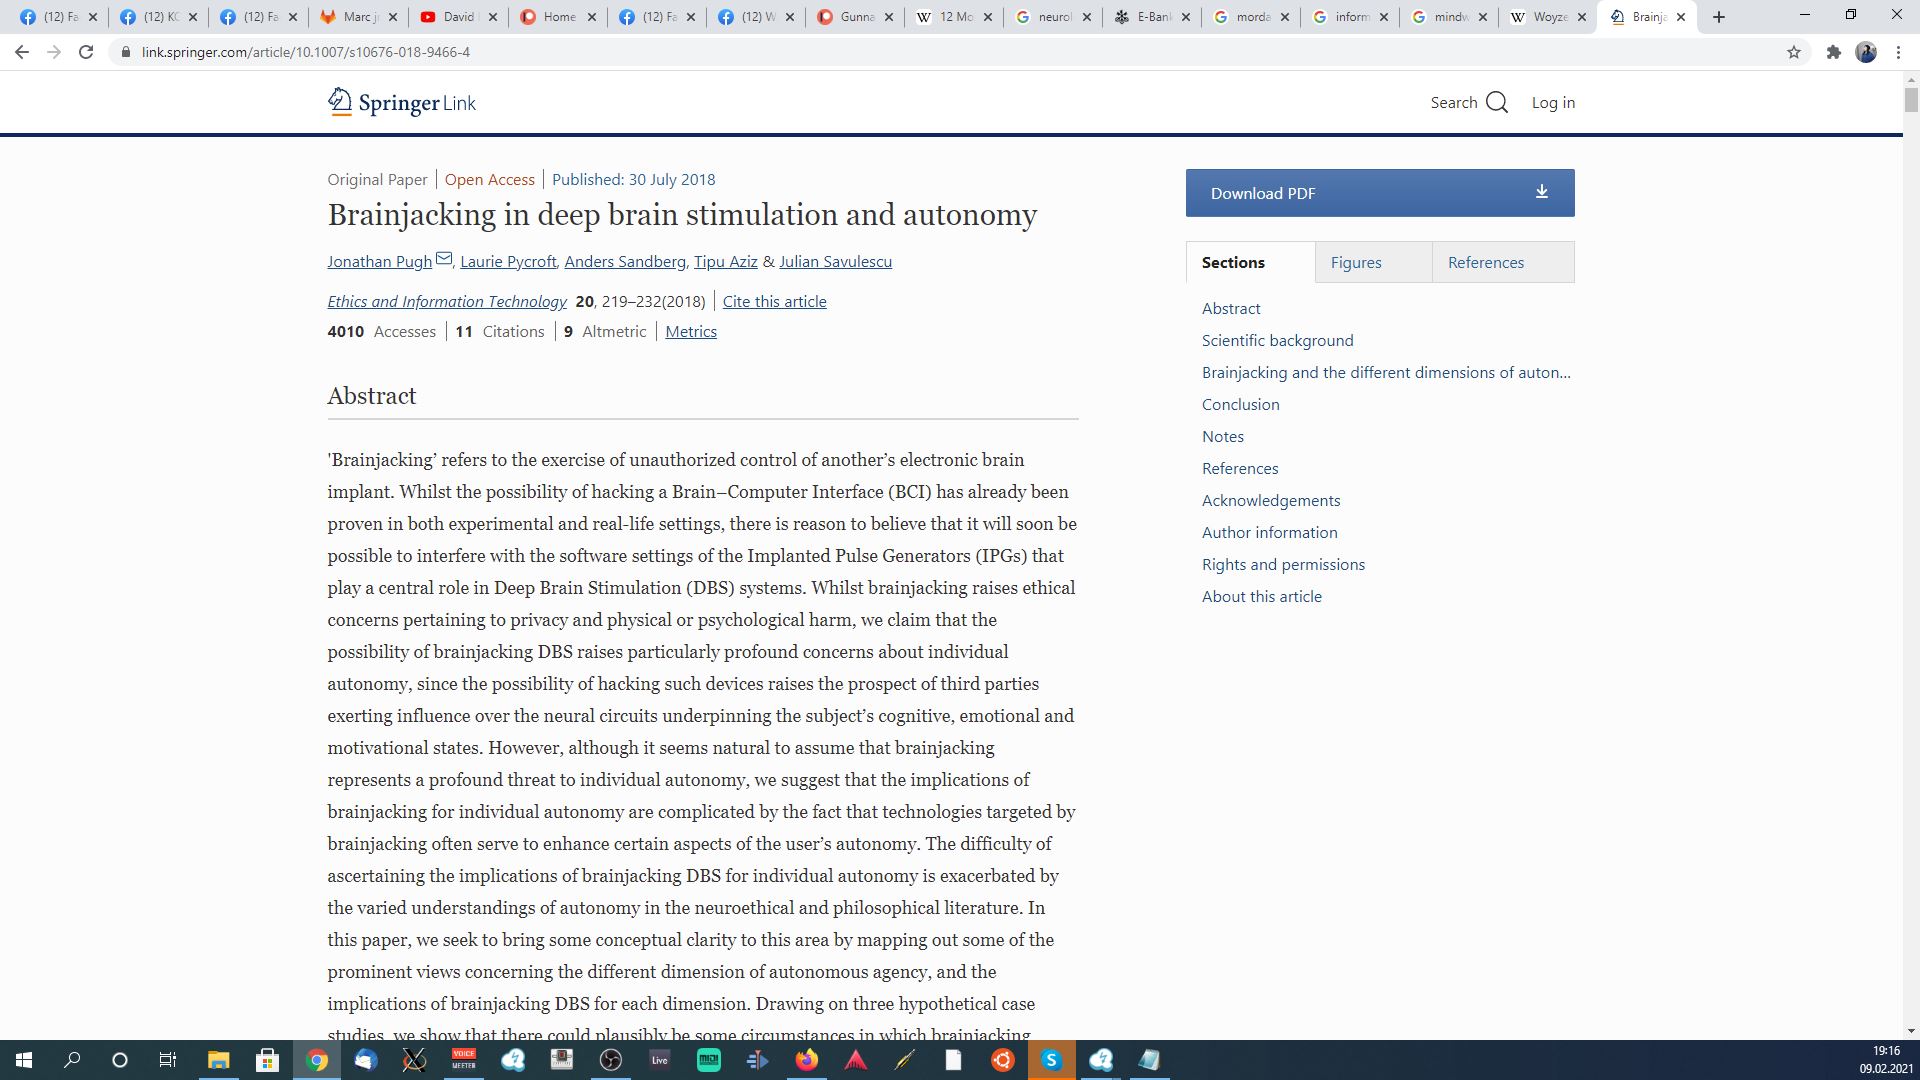 (12) Fa
(12) KC
(12) Fa
Marc j
David
Home
(12) Fa
(12) W
Gunna
12 Mo
neurol
E-Bank
morda
inform
mindw
Woyze
Brainja
link.springer.com/article/10.1007/s10676-018-9466-4
Springer Link
Search
Log in
Original Paper | Open Access | Published: 30 July 2018
Brainjacking in deep brain stimulation and autonomy
Jonathan Pugh, Laurie Pycroft, Anders Sandberg, Tipu Aziz & Julian Savulescu
Ethics and Information Technology 20, 219–232(2018) | Cite this article
4010 Accesses | 11 Citations | 9 Altmetric | Metrics
Abstract
'Brainjacking’ refers to the exercise of unauthorized control of another’s electronic brain
implant. Whilst the possibility of hacking a Brain–Computer Interface (BCI) has already been
proven in both experimental and real-life settings, there is reason to believe that it will soon be
possible to interfere with the software settings of the Implanted Pulse Generators (IPGs) that
play a central role in Deep Brain Stimulation (DBS) systems. Whilst brainjacking raises ethical
concerns pertaining to privacy and physical or psychological harm, we claim that the
possibility of brainjacking DBS raises particularly profound concerns about individual
autonomy, since the possibility of hacking such devices raises the prospect of third parties
exerting influence over the neural circuits underpinning the subject’s cognitive, emotional and
motivational states. However, although it seems natural to assume that brainjacking
represents a profound threat to individual autonomy, we suggest that the implications of
brainjacking for individual autonomy are complicated by the fact that technologies targeted by
brainjacking often serve to enhance certain aspects of the user’s autonomy. The difficulty of
ascertaining the implications of brainjacking DBS for individual autonomy is exacerbated by
the varied understandings of autonomy in the neuroethical and philosophical literature. In
this paper, we seek to bring some conceptual clarity to this area by mapping out some of the
prominent views concerning the different dimension of autonomous agency, and the
implications of brainjacking DBS for each dimension. Drawing on three hypothetical case
studies, we show that there could plausibly be some circumstances in which brainjacking
Download PDF
Sections
Figures
References
Abstract
Scientific background
Brainjacking and the different dimensions of auton...
Conclusion
Notes
References
Acknowledgements
Author information
Rights and permissions
About this article
VOICE
MEETER
Live
MIDI
19:16
09.02.2021